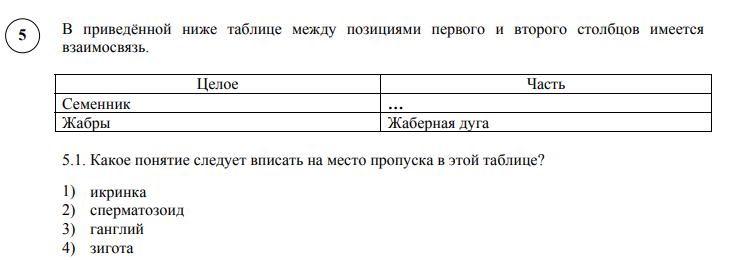 5
В приведённой ниже таблице между позициями первого и второго столбцов имеется
взаимосвязь.
Целое Часть
Семенник …
Жабры Жаберная дуга
5.1. Какое понятие следует вписать на место пропуска в этой таблице?
1) икринка
2) сперматозоид
3) ганглий
4) зигота